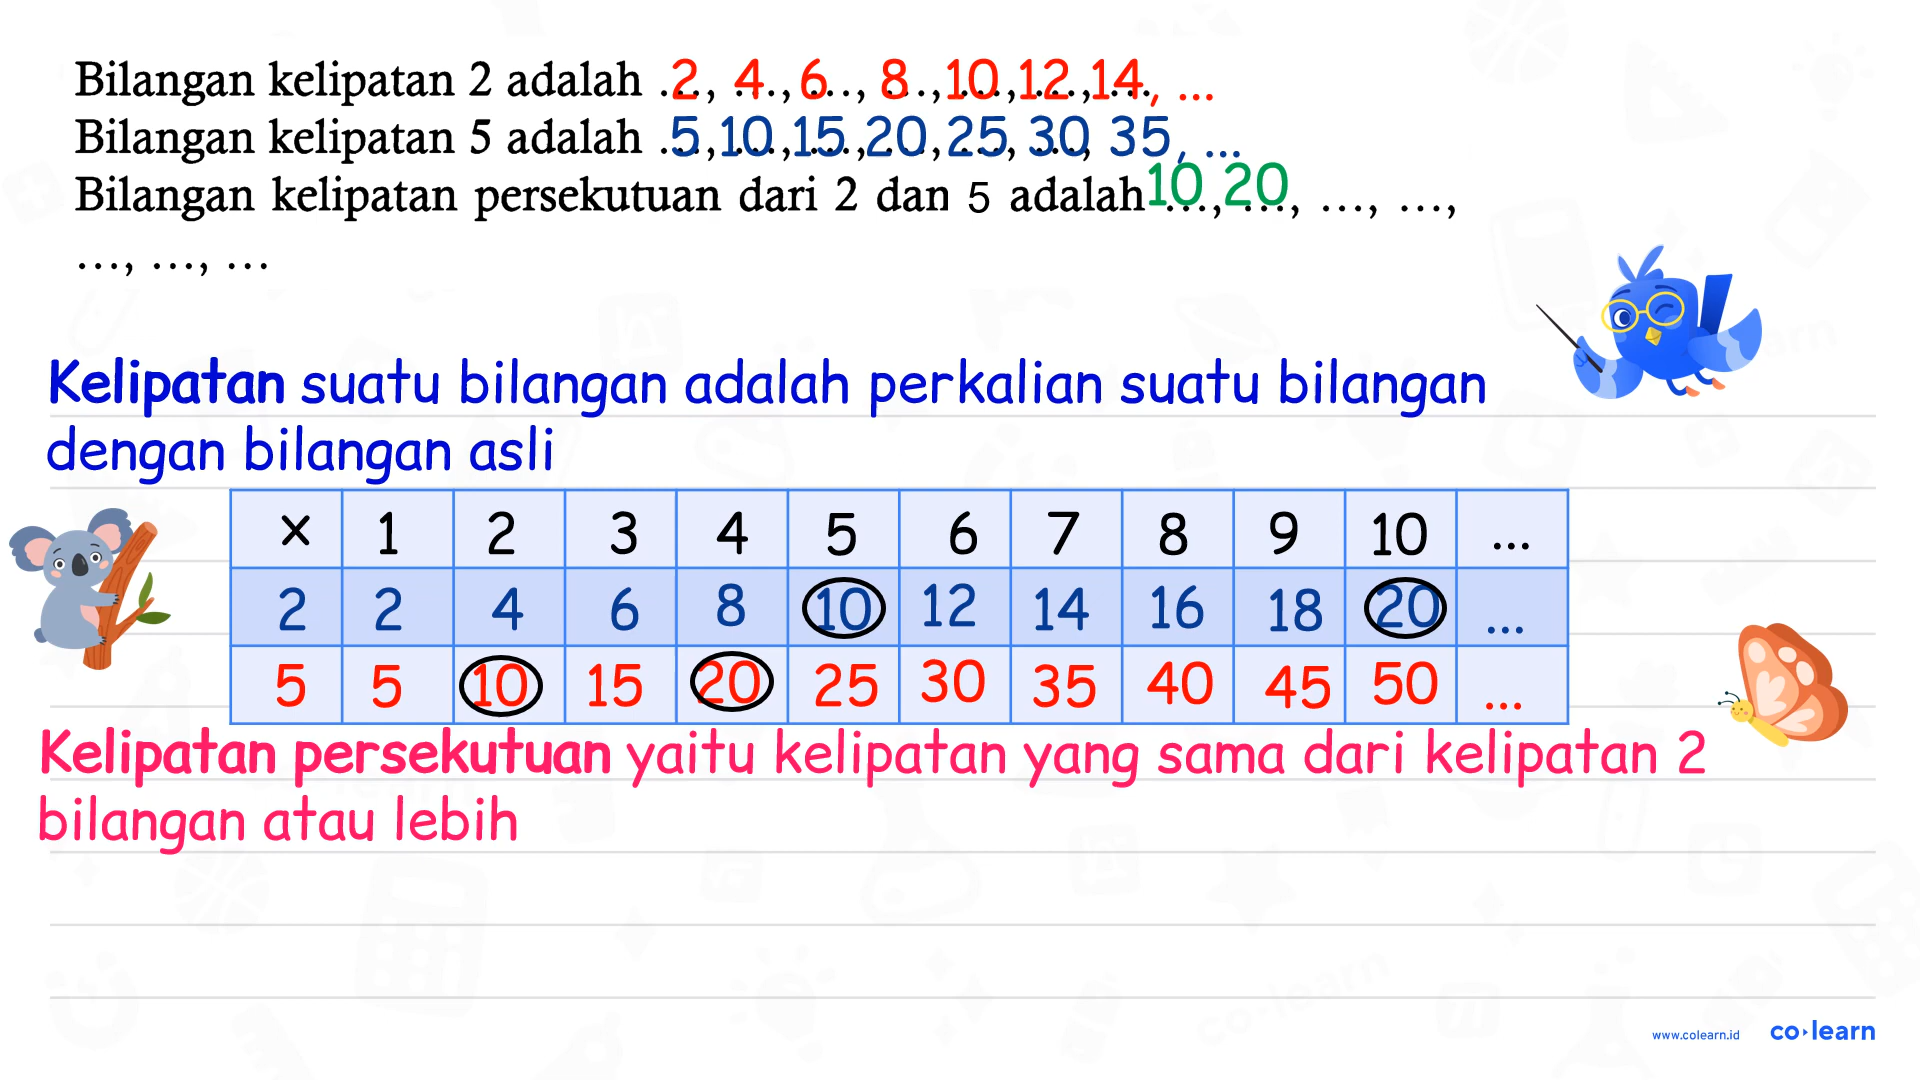 Bilangan kelipatan 2 adalah 2, 4, 6, 8, 10, 12, 14, ...
Bilangan kelipatan 5 adalah 5, 10, 15, 20, 25, 30, 35, ...
Bilangan kelipatan persekutuan dari 2 dan 5 adalah 10, 20, ..., ...,
..., ..., ...
Kelipatan suatu bilangan adalah perkalian suatu bilangan
dengan bilangan asli
x 1 2 3 4 5 6 7 8 9 10 ...
2 2 4 6 8 10 12 14 16 18 20 ...
5 5 10 15 20 25 30 35 40 45 50 ...
Kelipatan persekutuan yaitu kelipatan yang sama dari kelipatan 2
bilangan atau lebih
www.colearn.id co learn